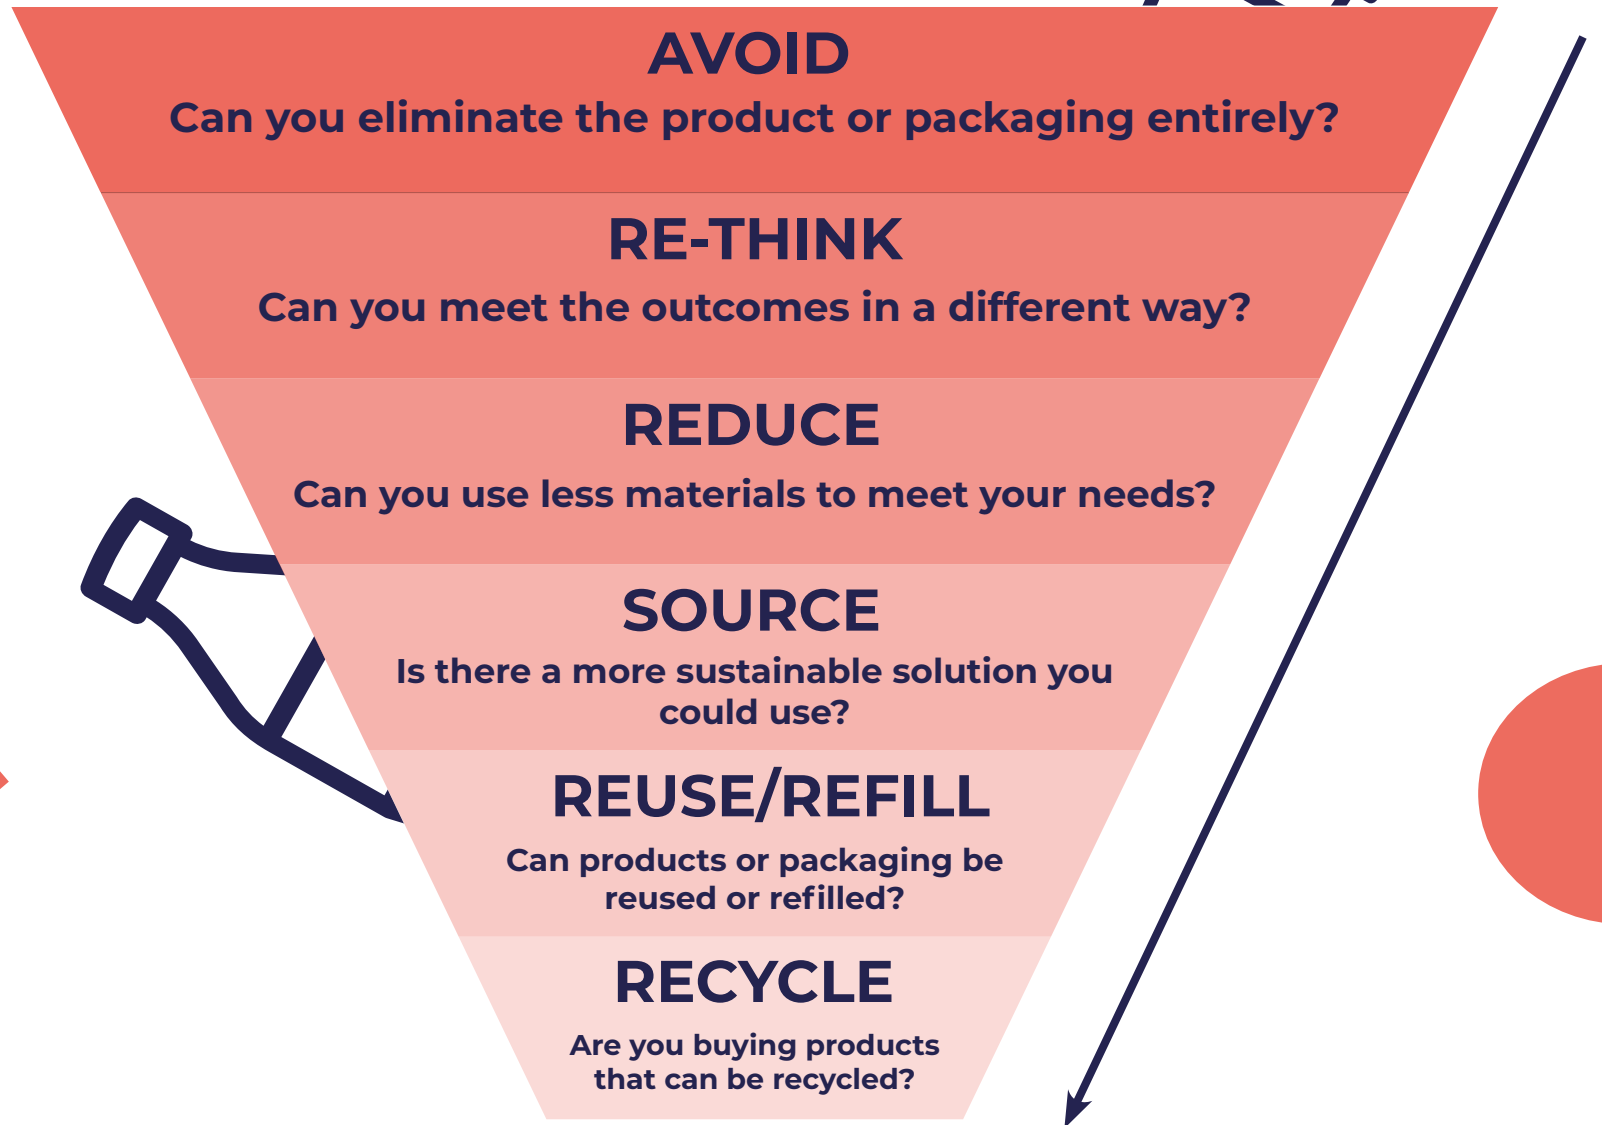 AVOID
Can you eliminate the product or packaging entirely?
RE-THINK
Can you meet the outcomes in a different way?
REDUCE
Can you use less materials to meet your needs?
SOURCE
Is there a more sustainable solution you
could use?
REUSE/REFILL
Can products or packaging be
reused or refilled?
RECYCLE
Are you buying products
that can be recycled?